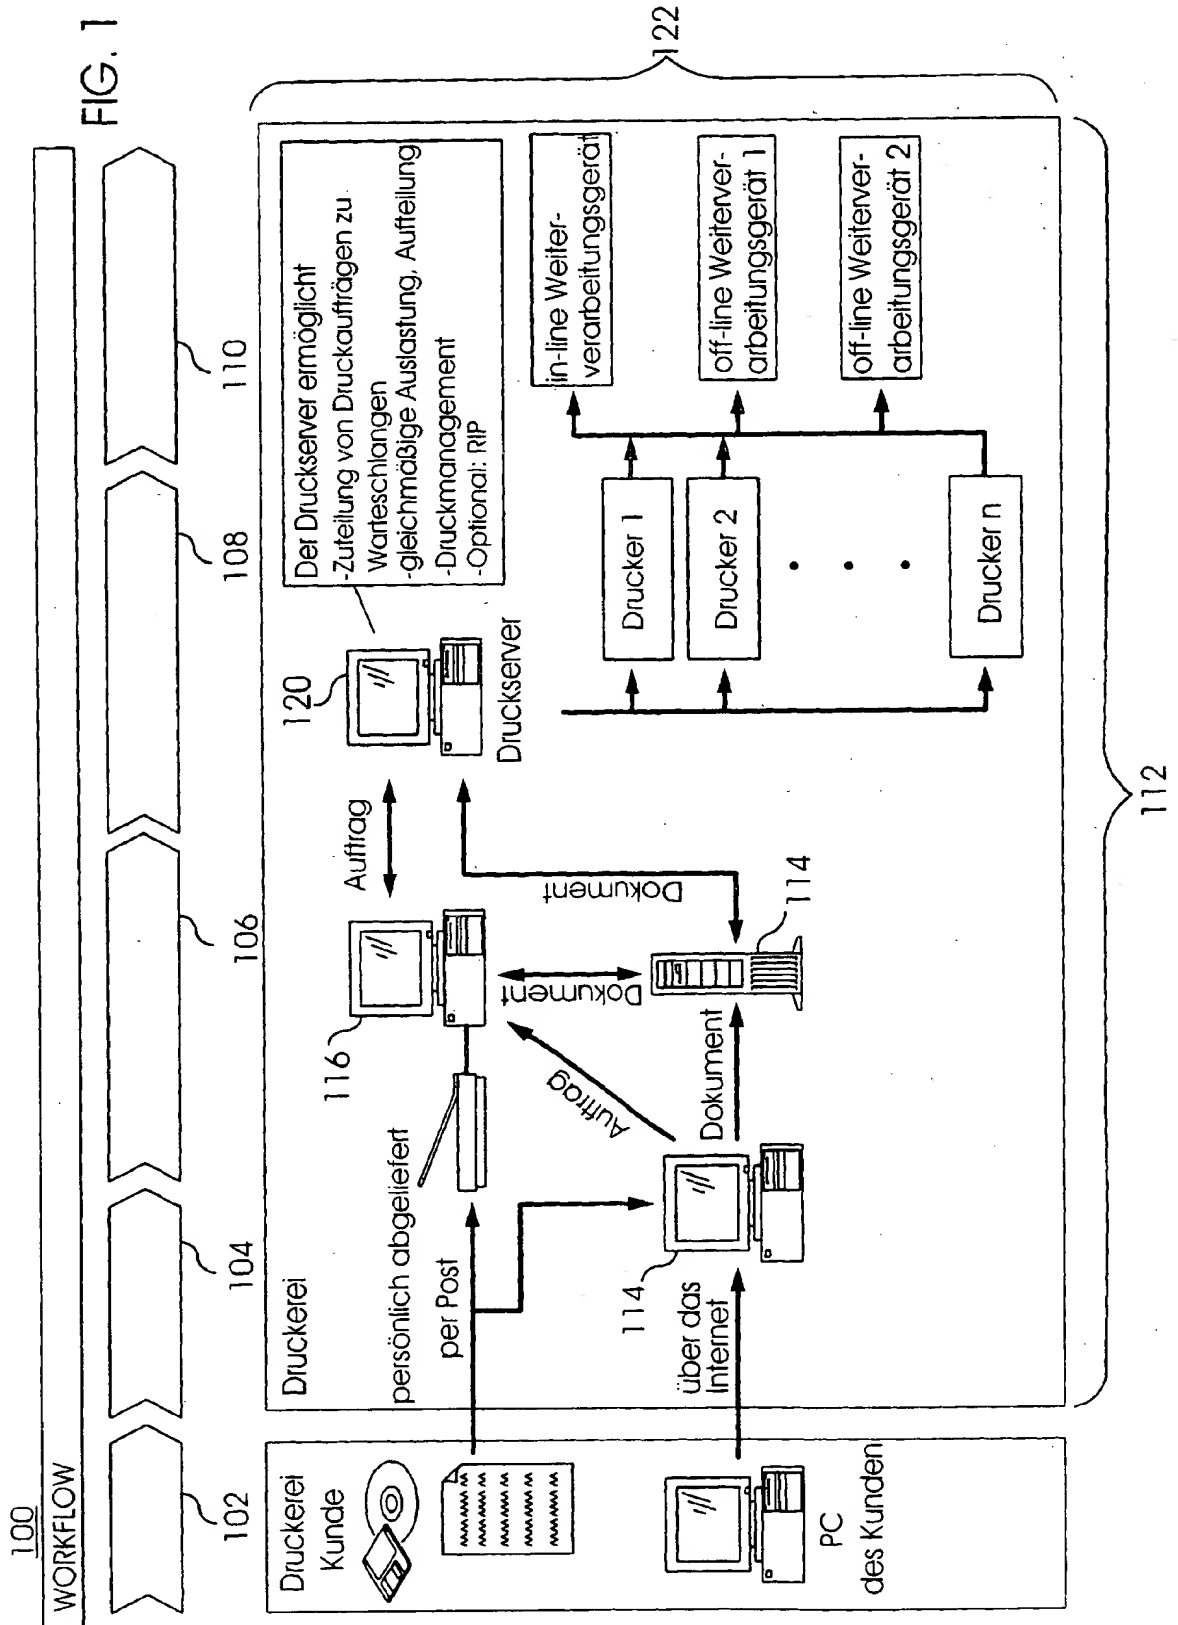 FIG. 1
100
WORKFLOW
102
104
106
108
110
Druckerei
Kunde
PC
des Kunden
Druckerei
persönlich abgeliefert
per Post
über das
Internet
114
116
Auftrag
Dokument
Dokument
114
Dokument
Auftrag
120
Druckserver
Der Druckserver ermöglicht
-Zuteilung von Druckaufträgen zu
Warteschlangen
-gleichmäßige Auslastung, Aufteilung
-Druckmanagement
-Optional: RIP
Drucker 1
Drucker 2
Drucker n
in-line Weiter-
verarbeitungsgerät
off-line Weiterver-
arbeitungsgerät 1
off-line Weiterver-
arbeitungsgerät 2
112
122